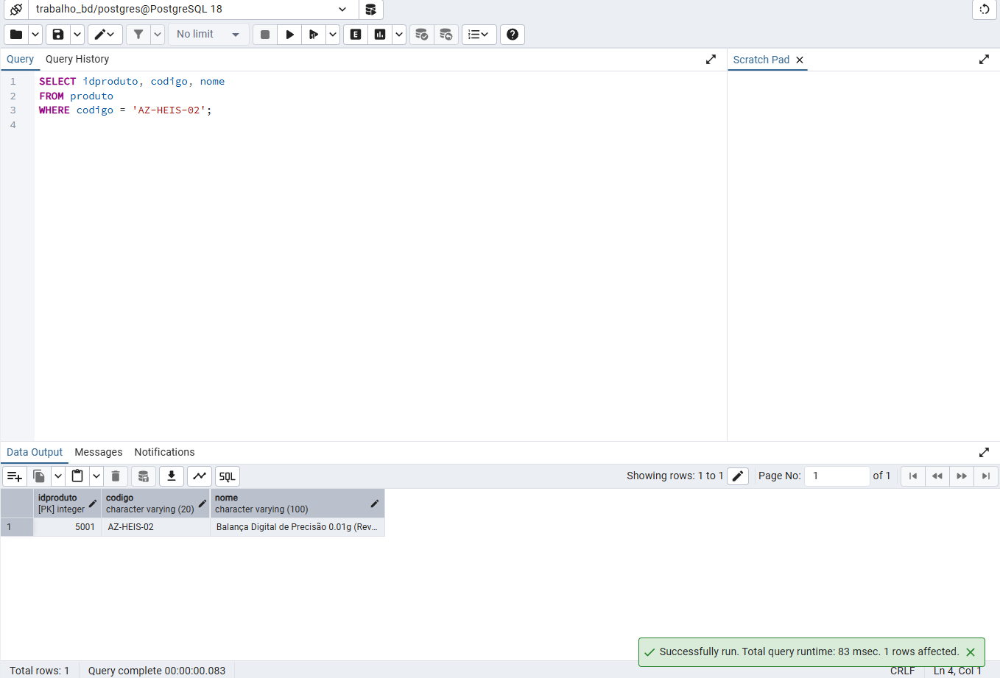 trabalho_bd/postgres@PostgreSQL 18
No limit
E
Query Query History
Scratch Pad
1 SELECT idproduto, codigo, nome
2 FROM produto
3 WHERE codigo = 'AZ-HEIS-02';
4
Data Output Messages Notifications
SQL Showing rows: 1 to 1 Page No: 1 of 1
idproduto codigo nome
[PK] integer character varying (20) character varying (100)
1 5001 AZ-HEIS-02 Balança Digital de Precisão 0.01g (Rev…
Successfully run. Total query runtime: 83 msec. 1 rows affected.
Total rows: 1 Query complete 00:00:00.083 CRLF Ln 4, Col 1